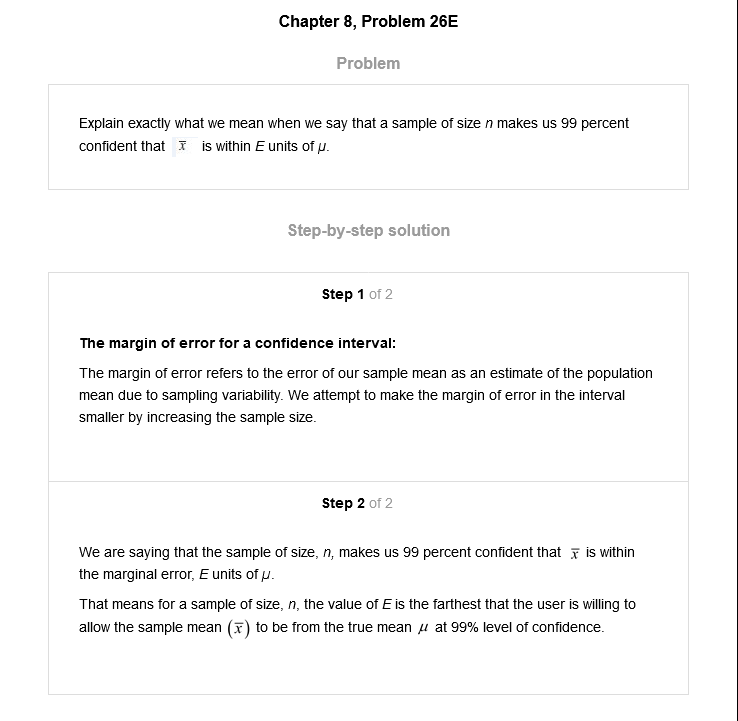 Chapter 8, Problem 26E
Problem
Explain exactly what we mean when we say that a sample of size n makes us 99 percent
confident that x̅ is within E units of μ.
Step-by-step solution
Step 1 of 2
The margin of error for a confidence interval:
The margin of error refers to the error of our sample mean as an estimate of the population
mean due to sampling variability. We attempt to make the margin of error in the interval
smaller by increasing the sample size.
Step 2 of 2
We are saying that the sample of size, n, makes us 99 percent confident that x̅ is within
the marginal error, E units of μ.
That means for a sample of size, n, the value of E is the farthest that the user is willing to
allow the sample mean (x̅) to be from the true mean μ at 99% level of confidence.